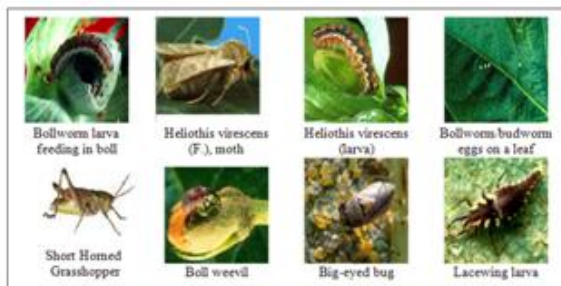 Bollworm larva
feeding in boll
Heliothis virescens
(F.), moth
Heliothis virescens
(larva)
Bollworm/budworm
eggs on a leaf
Short Horned
Grasshopper
Boll weevil
Big-eyed bug
Lacewing larva